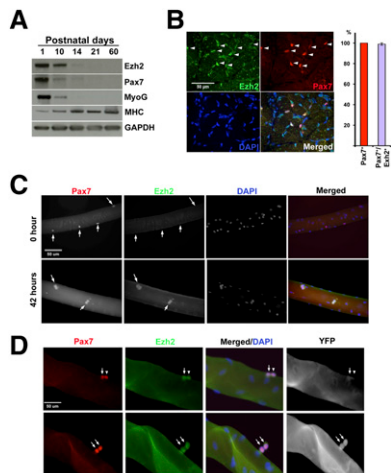 A
Postnatal days
1 10 14 21 60
Ezh2
Pax7
MyoG
MHC
GAPDH
B
50 µm
Ezh2
Pax7
DAPI
Merged
%
100
80
60
40
20
0
Pax7+
Pax7+/
Ezh2+
C
Pax7
Ezh2
DAPI
Merged
0 hour
50 µm
42 hours
D
Pax7
Ezh2
Merged/DAPI
YFP
50 µm